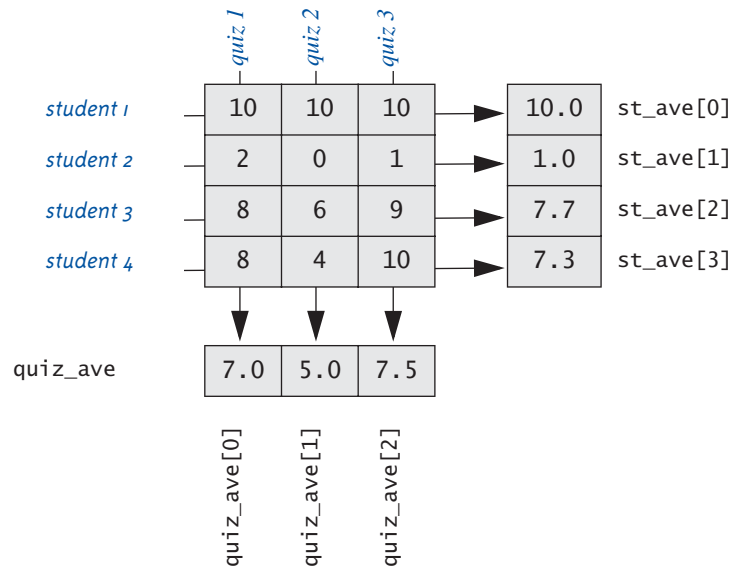 quiz 1 quiz 2 quiz 3
student 1 10 10 10 10.0 st_ave[0]
student 2 2 0 1 1.0 st_ave[1]
student 3 8 6 9 7.7 st_ave[2]
student 4 8 4 10 7.3 st_ave[3]
quiz_ave 7.0 5.0 7.5
quiz_ave[0] quiz_ave[1] quiz_ave[2]